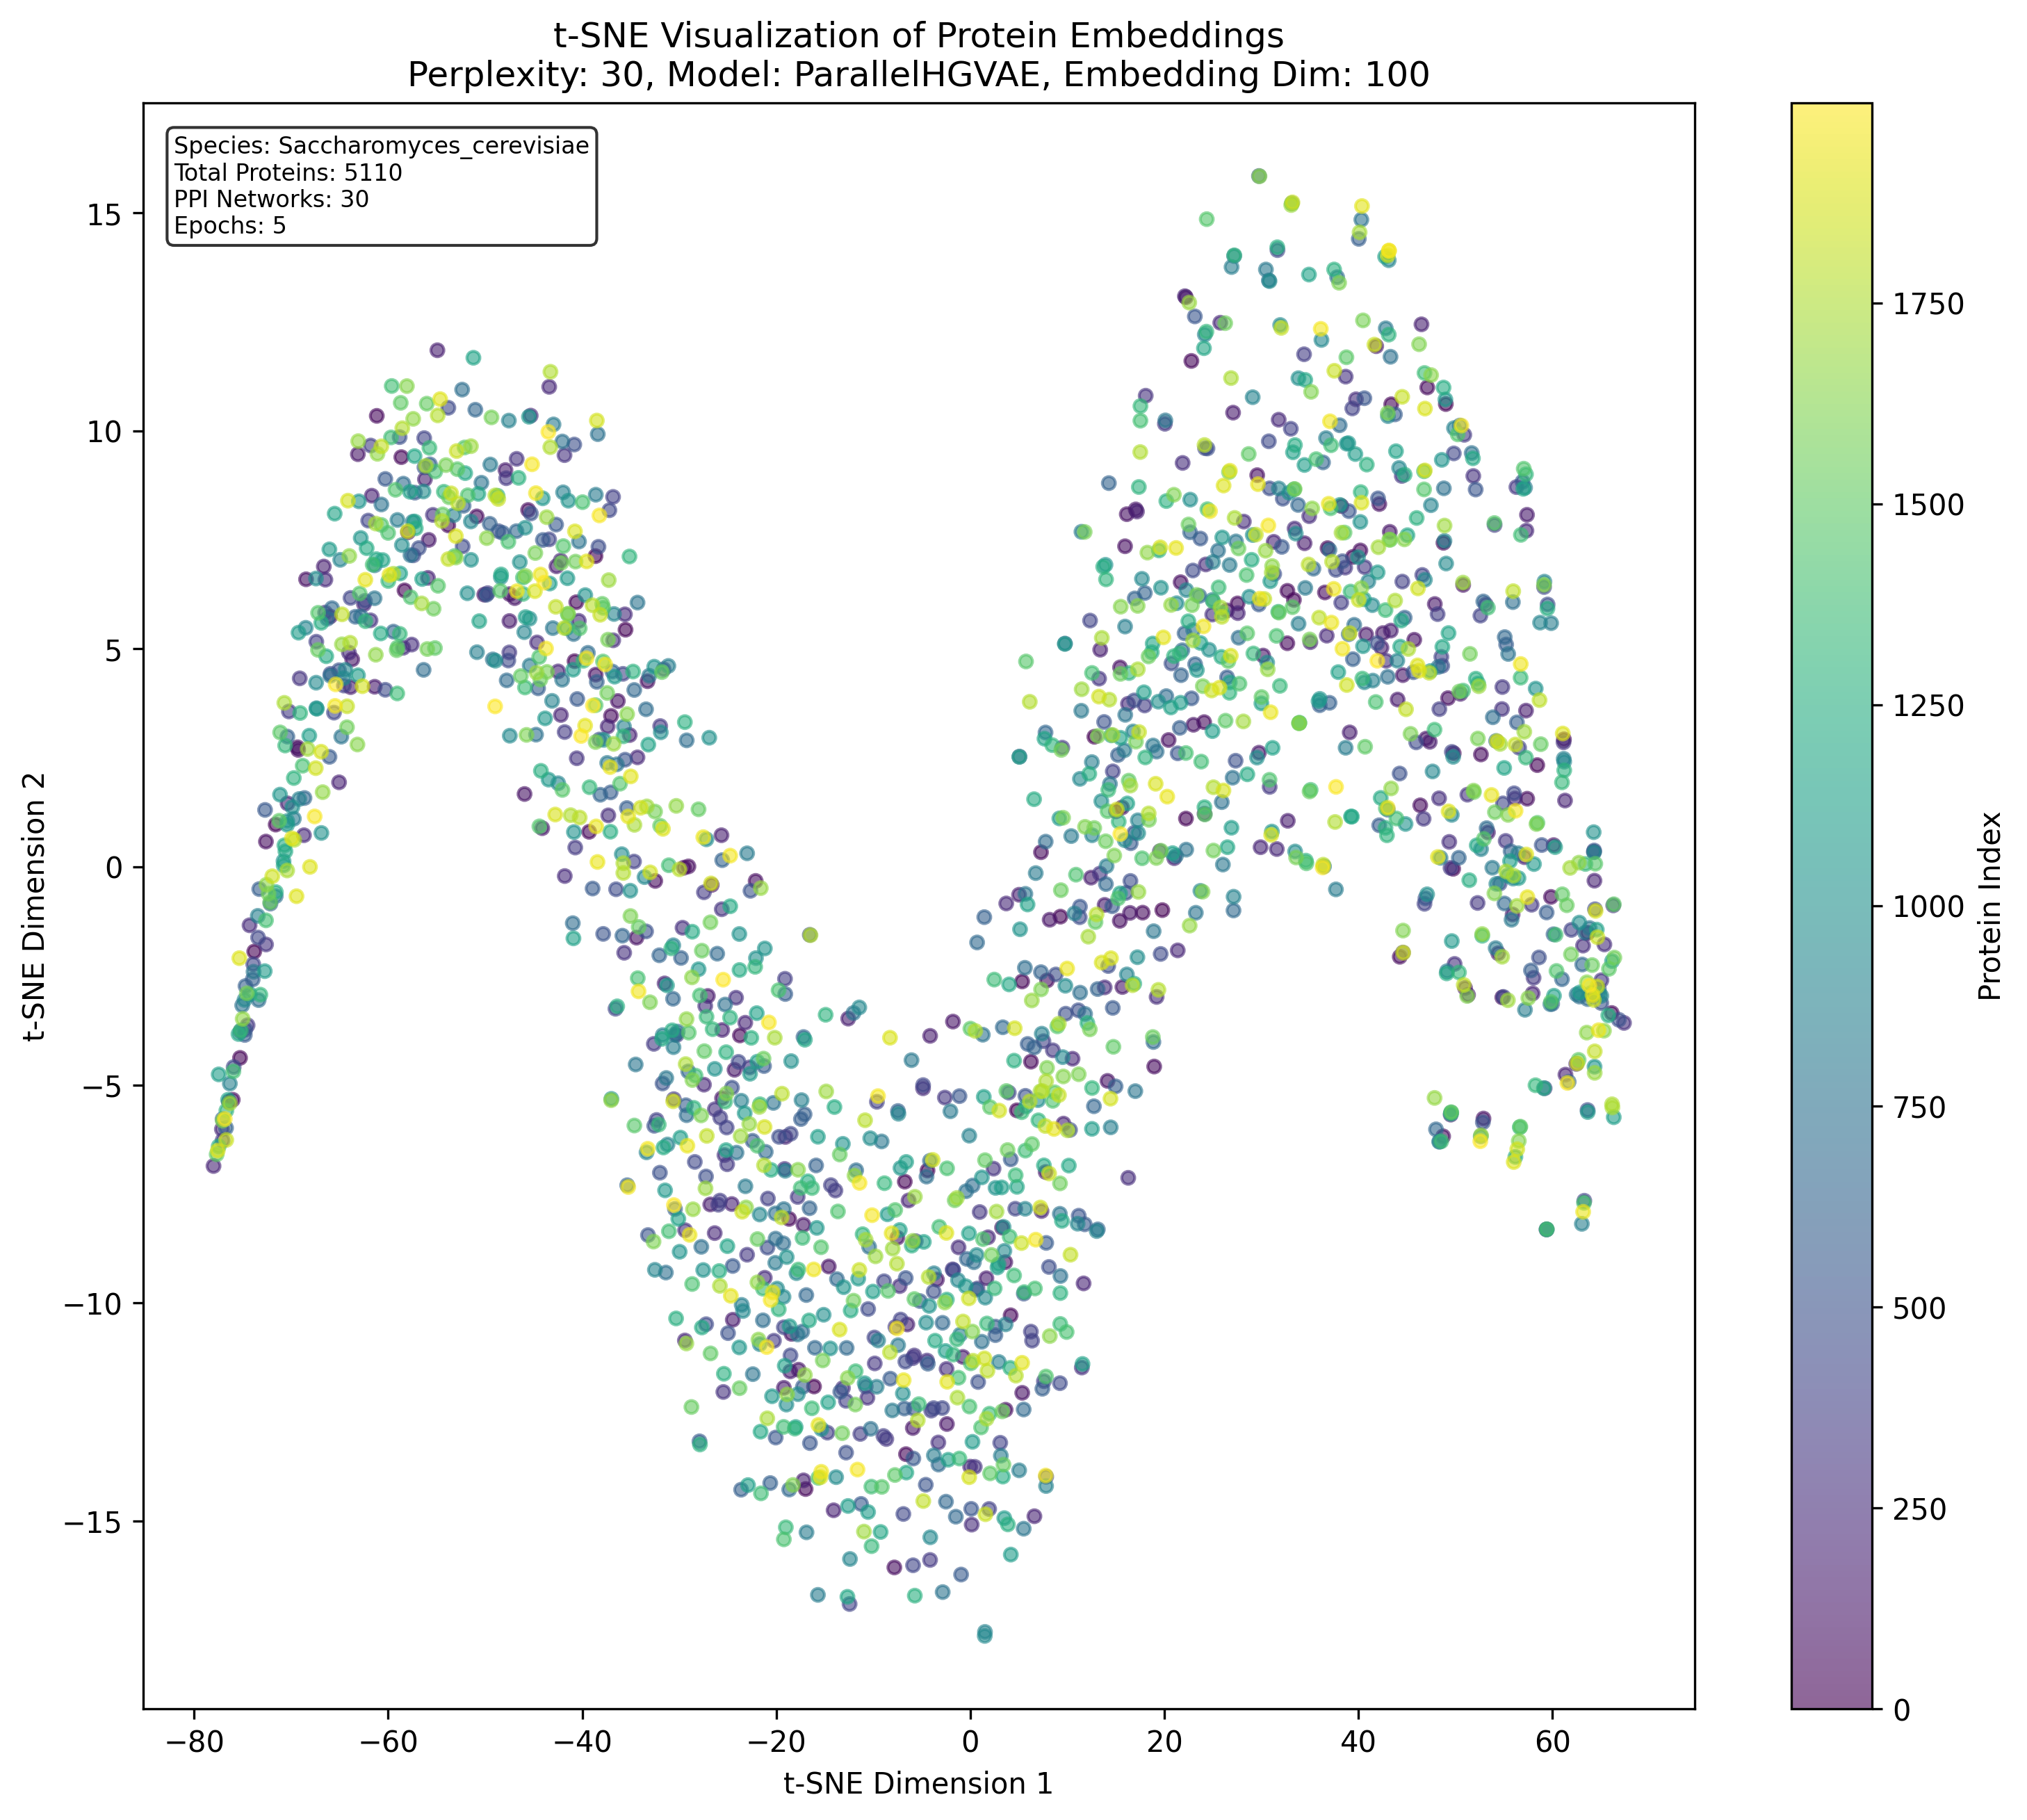 t-SNE Visualization of Protein Embeddings
Perplexity: 30, Model: ParallelHGVAE, Embedding Dim: 100
Species: Saccharomyces_cerevisiae
Total Proteins: 5110
PPI Networks: 30
Epochs: 5
t-SNE Dimension 2
15
10
5
0
−5
−10
−15
−80
−60
−40
−20
0
20
40
60
t-SNE Dimension 1
1750
1500
1250
1000
750
500
250
0
Protein Index